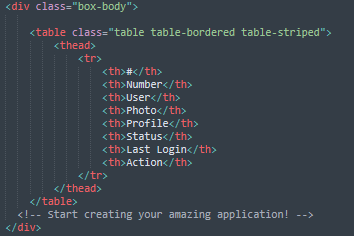 <div class="box-body">
<table class="table table-bordered table-striped">
<thead>
<tr>
<th>#</th>
<th>Number</th>
<th>User</th>
<th>Photo</th>
<th>Profile</th>
<th>Status</th>
<th>Last Login</th>
<th>Action</th>
</tr>
</thead>
</table>
<!-- Start creating your amazing application! -->
</div>